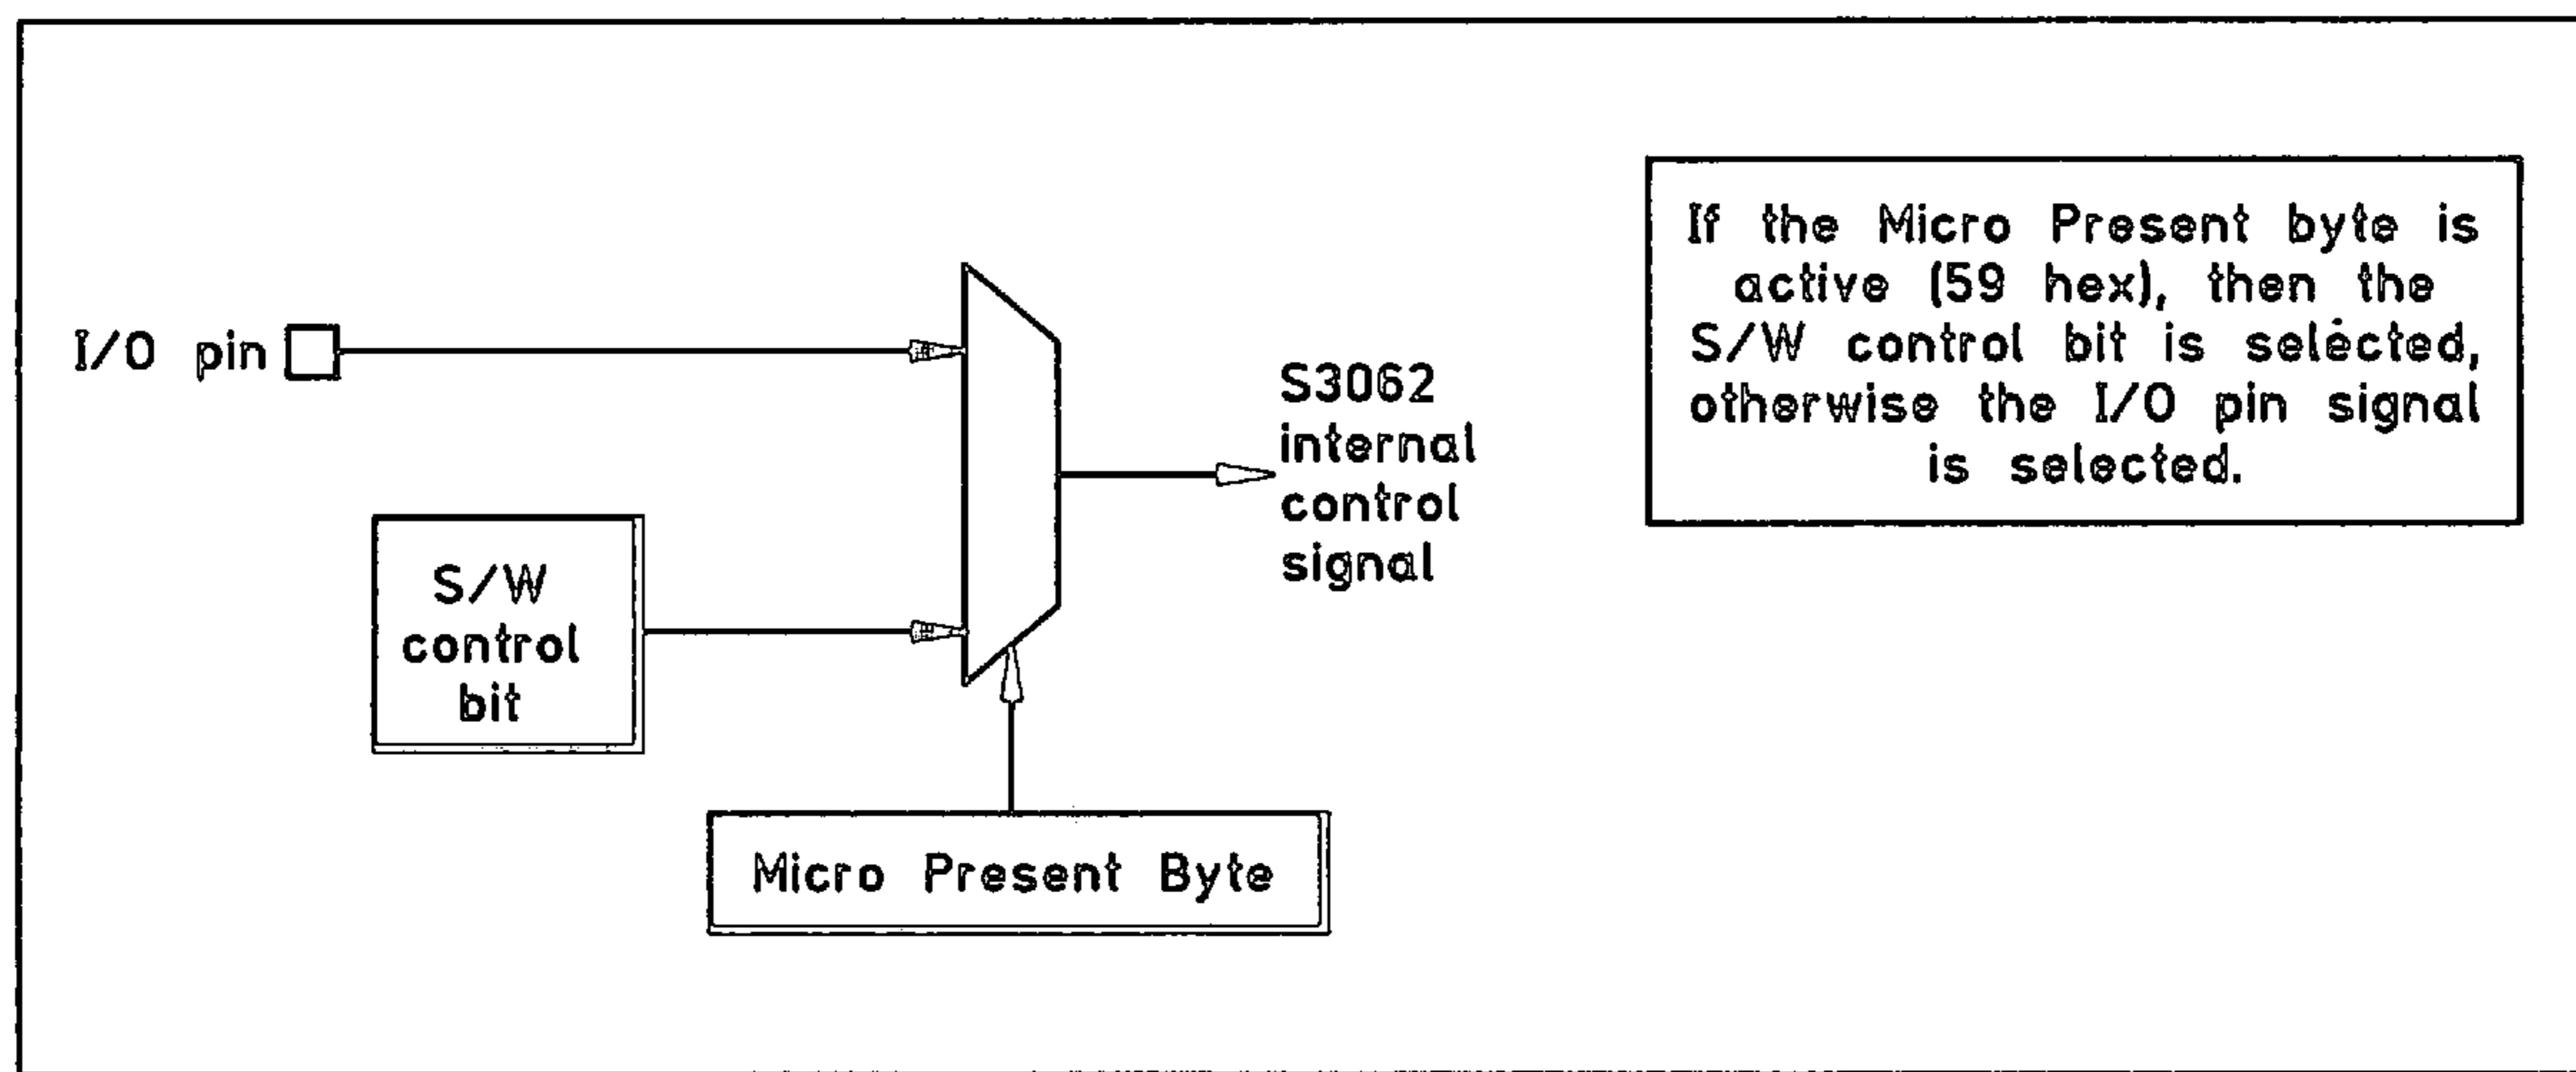 I/O pin
S/W
control
bit
Micro Present Byte
S3062
internal
control
signal
If the Micro Present byte is
active (59 hex), then the
S/W control bit is selected,
otherwise the I/O pin signal
is selected.